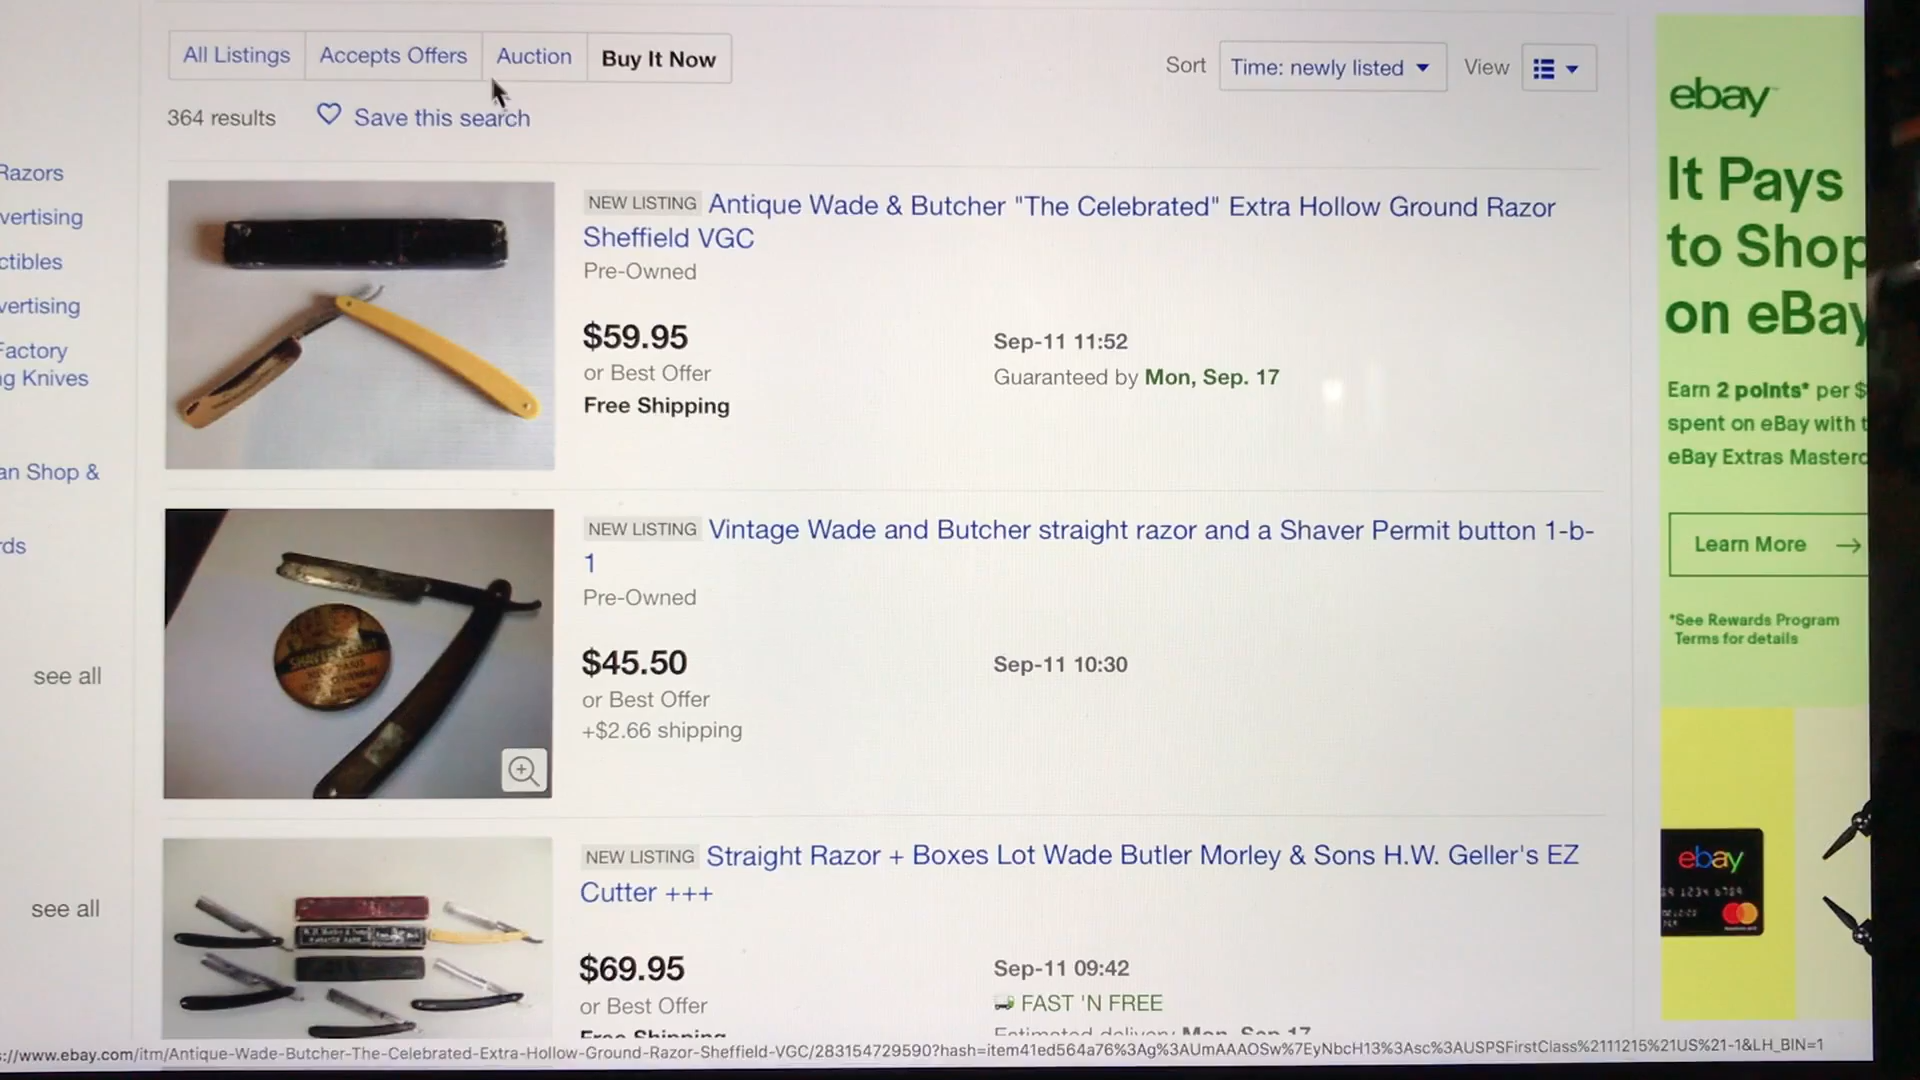 All Listings
Accepts Offers
Auction
Buy It Now
Sort
Time: newly listed
View
364 results
Save this search
Razors
vertising
ctibles
vertising
Factory
ng Knives
an Shop &
rds
see all
see all
NEW LISTING Antique Wade & Butcher "The Celebrated" Extra Hollow Ground Razor
Sheffield VGC
Pre-Owned
$59.95
or Best Offer
Free Shipping
Sep-11 11:52
Guaranteed by Mon, Sep. 17
NEW LISTING Vintage Wade and Butcher straight razor and a Shaver Permit button 1-b-
1
Pre-Owned
$45.50
or Best Offer
+$2.66 shipping
Sep-11 10:30
NEW LISTING Straight Razor + Boxes Lot Wade Butler Morley & Sons H.W. Geller's EZ
Cutter +++
$69.95
or Best Offer
Free Shipping
Sep-11 09:42
FAST 'N FREE
Estimated delivery Mon, Sep. 17
ebay
It Pays
to Shop
on eBay
Earn 2 points* per $
spent on eBay with t
eBay Extras Masterc
Learn More
*See Rewards Program
Terms for details
ebay
://www.ebay.com/itm/Antique-Wade-Butcher-The-Celebrated-Extra-Hollow-Ground-Razor-Sheffield-VGC/283154729590?hash=item41ed564a76%3Ag%3AUmAAAOSw%7EyNbcH13%3Asc%3AUSPSFirstClass%2111215%21US%21-1&LH_BIN=1